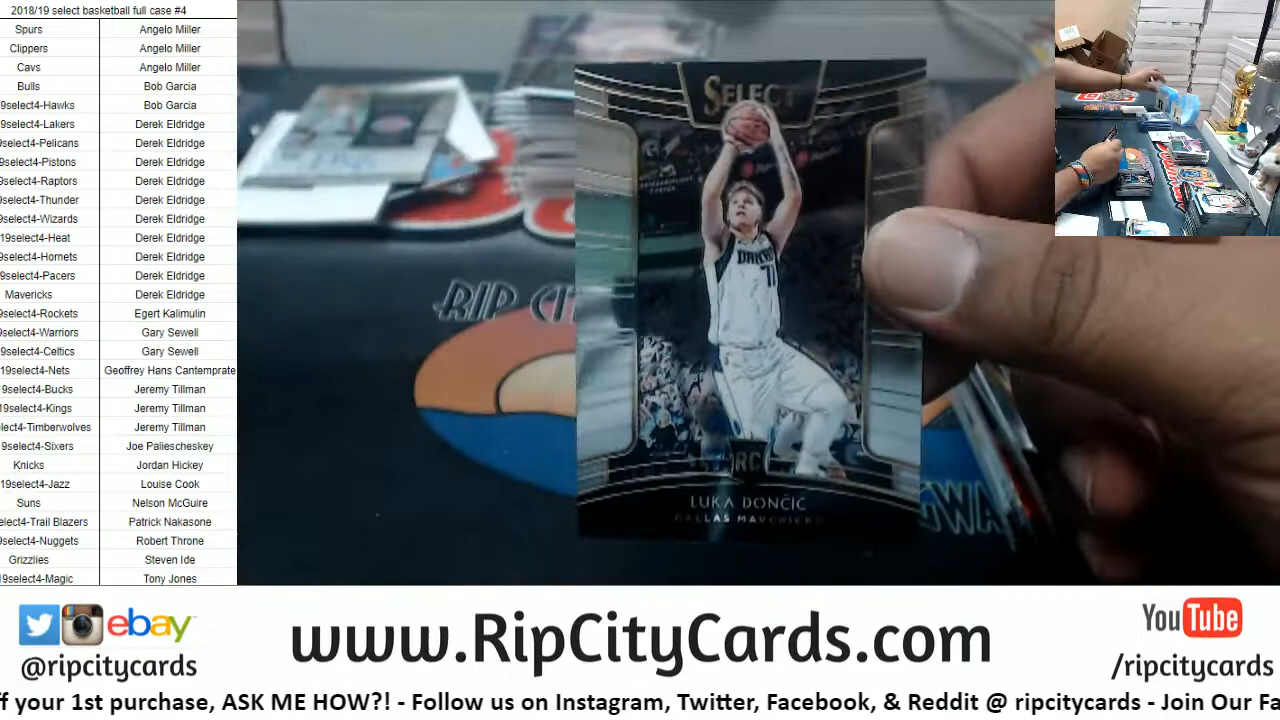 2018/19 select basketball full case #4
Spurs Angelo Miller
Clippers Angelo Miller
Cavs Angelo Miller
Bulls Bob Garcia
9select4-Hawks Bob Garcia
9select4-Lakers Derek Eldridge
9select4-Pelicans Derek Eldridge
9select4-Pistons Derek Eldridge
9select4-Raptors Derek Eldridge
9select4-Thunder Derek Eldridge
9select4-Wizards Derek Eldridge
19select4-Heat Derek Eldridge
9select4-Hornets Derek Eldridge
9select4-Pacers Derek Eldridge
Mavericks Derek Eldridge
9select4-Rockets Egert Kalimulin
9select4-Warriors Gary Sewell
9select4-Celtics Gary Sewell
19select4-Nets Geoffrey Hans Cantemprate
9select4-Bucks Jeremy Tillman
9select4-Kings Jeremy Tillman
lect4-Timberwolves Jeremy Tillman
9select4-Sixers Joe Paliescheskey
Knicks Jordan Hickey
19select4-Jazz Louise Cook
Suns Nelson McGuire
elect4-Trail Blazers Patrick Nakasone
9select4-Nuggets Robert Throne
Grizzlies Steven Ide
19select4-Magic Tony Jones
SELECT
DALLAS
RC
LUKA DONČIĆ
DALLAS MAVERICKS
RIP CI
ebay
@ripcitycards
www.RipCityCards.com
YouTube
/ripcitycards
ff your 1st purchase, ASK ME HOW?! - Follow us on Instagram, Twitter, Facebook, & Reddit @ ripcitycards - Join Our Fa